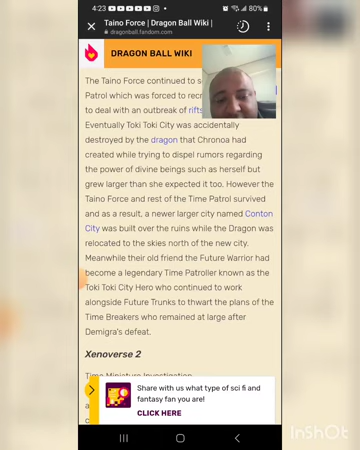 4:23
80%
Taino Force | Dragon Ball Wiki |
dragonball.fandom.com
DRAGON BALL WIKI
The Taino Force continued to s
Patrol which was forced to recr
to deal with an outbreak of rifts
Eventually Toki Toki City was accidentally
destroyed by the dragon that Chronoa had
created while trying to dispel rumors regarding
the power of divine beings such as herself but
grew larger than she expected it too. However the
Taino Force and rest of the Time Patrol survived
and as a result, a newer larger city named Conton
City was built over the ruins while the Dragon was
relocated to the skies north of the new city.
Meanwhile their old friend the Future Warrior had
become a legendary Time Patroller known as the
Toki Toki City Hero who continued to work
alongside Future Trunks to thwart the plans of the
Time Breakers who remained at large after
Demigra's defeat.
Xenoverse 2
Time Miniature Investigation
Share with us what type of sci fi and
fantasy fan you are!
CLICK HERE
InShOt